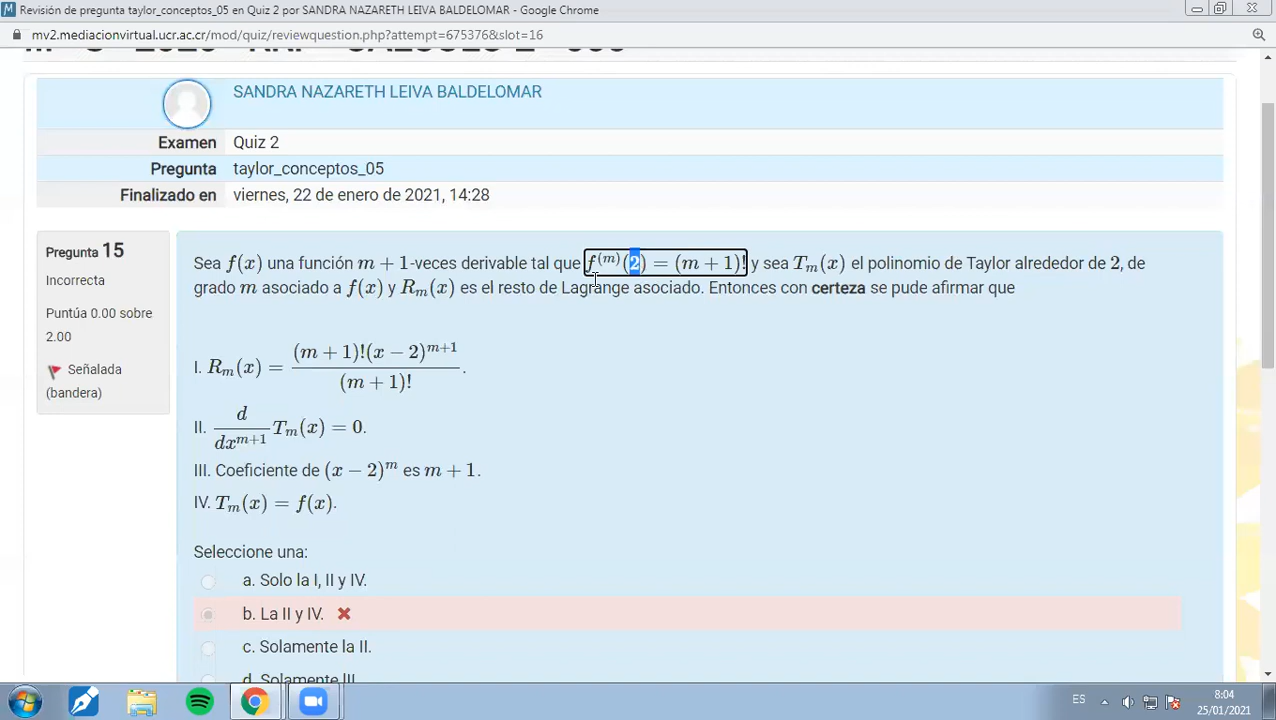 Revisión de pregunta taylor_conceptos_05 en Quiz 2 por SANDRA NAZARETH LEIVA BALDELOMAR - Google Chrome
mv2.mediacionvirtual.ucr.ac.cr/mod/quiz/reviewquestion.php?attempt=675376&slot=16
SANDRA NAZARETH LEIVA BALDELOMAR
Examen Quiz 2
Pregunta taylor_conceptos_05
Finalizado en viernes, 22 de enero de 2021, 14:28
Pregunta 15
Incorrecta
Puntúa 0.00 sobre
2.00
Señalada
(bandera)
Sea f(x) una función m + 1-veces derivable tal que f^{(m)}(2) = (m + 1)! y sea T_m(x) el polinomio de Taylor alrededor de 2, de
grado m asociado a f(x) y R_m(x) es el resto de Lagrange asociado. Entonces con certeza se pude afirmar que
I. R_m(x) = \frac{(m + 1)!(x − 2)^{m+1}}{(m + 1)!}.
II. \frac{d}{dx^{m+1}} T_m(x) = 0.
III. Coeficiente de (x − 2)^m es m + 1.
IV. T_m(x) = f(x).
Seleccione una:
a. Solo la I, II y IV.
b. La II y IV. ✖
c. Solamente la II.
d. Solamente III.
ES
8:04
25/01/2021